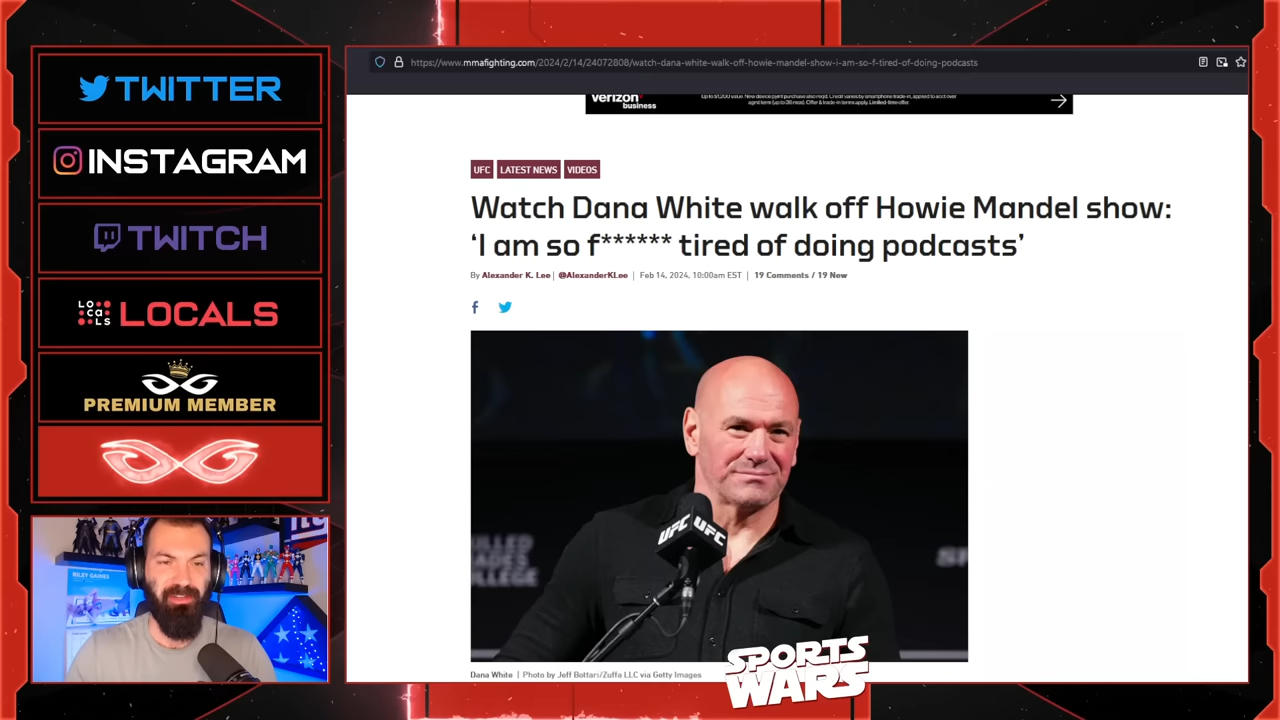 TWITTER
INSTAGRAM
TWITCH
LOCALS
LOCALS
PREMIUM MEMBER
RILEY GAINES
https://www.mmafighting.com/2024/2/14/24072808/watch-dana-white-walk-off-howie-mandel-show-i-am-so-f-tired-of-doing-podcasts
verizon
business
UFC LATEST NEWS VIDEOS
Watch Dana White walk off Howie Mandel show:
‘I am so f****** tired of doing podcasts’
By Alexander K. Lee | @AlexanderKLee | Feb 14, 2024, 10:00am EST | 19 Comments / 19 New
UFC UFC
Dana White | Photo by Jeff Bottari/Zuffa LLC via Getty Images
SPORTS
WARS